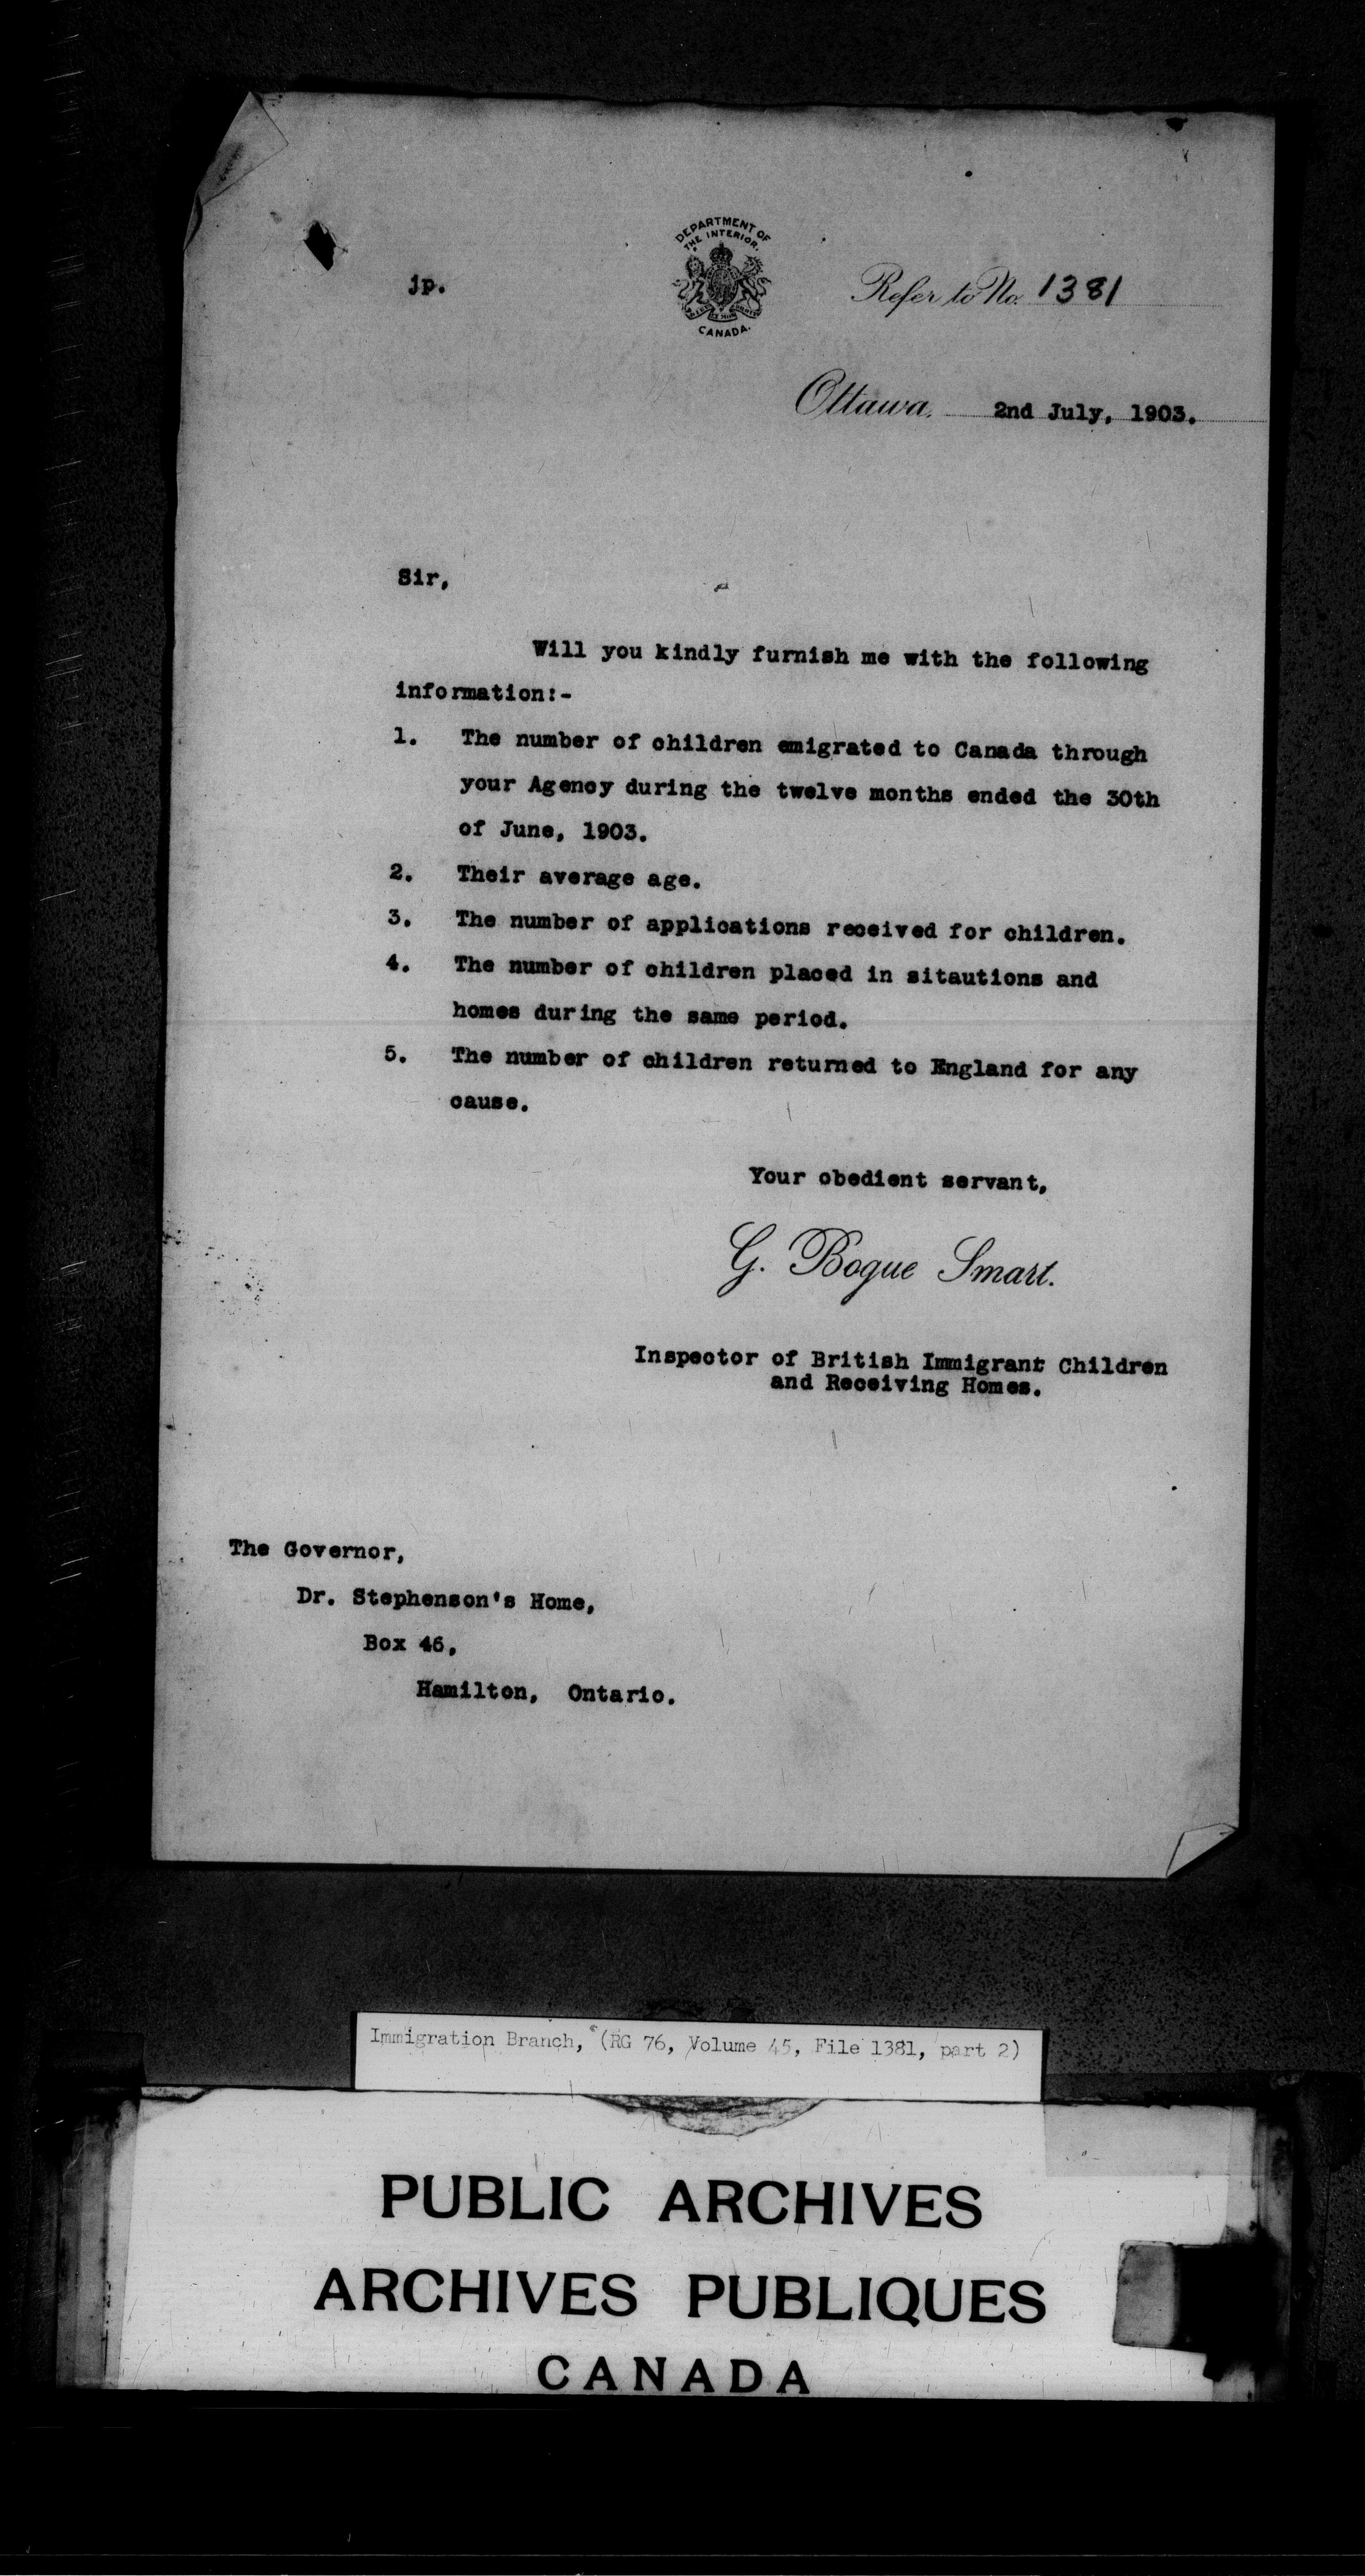 DEPARTMENT OF
THE INTERIOR.
CANADA.
jp.
Refer to No. 1381
Ottawa, 2nd July, 1903.
Sir,
Will you kindly furnish me with the following
information:-
1. The number of children emigrated to Canada through
your Agency during the twelve months ended the 30th
of June, 1903.
2. Their average age.
3. The number of applications received for children.
4. The number of children placed in sitautions and
homes during the same period.
5. The number of children returned to England for any
cause.
Your obedient servant,
G. Bogue Smart.
Inspector of British Immigrant Children
and Receiving Homes.
The Governor,
Dr. Stephenson's Home,
Box 46,
Hamilton, Ontario.
Immigration Branch, (RG 76, Volume 45, File 1381, part 2)
PUBLIC ARCHIVES
ARCHIVES PUBLIQUES
CANADA